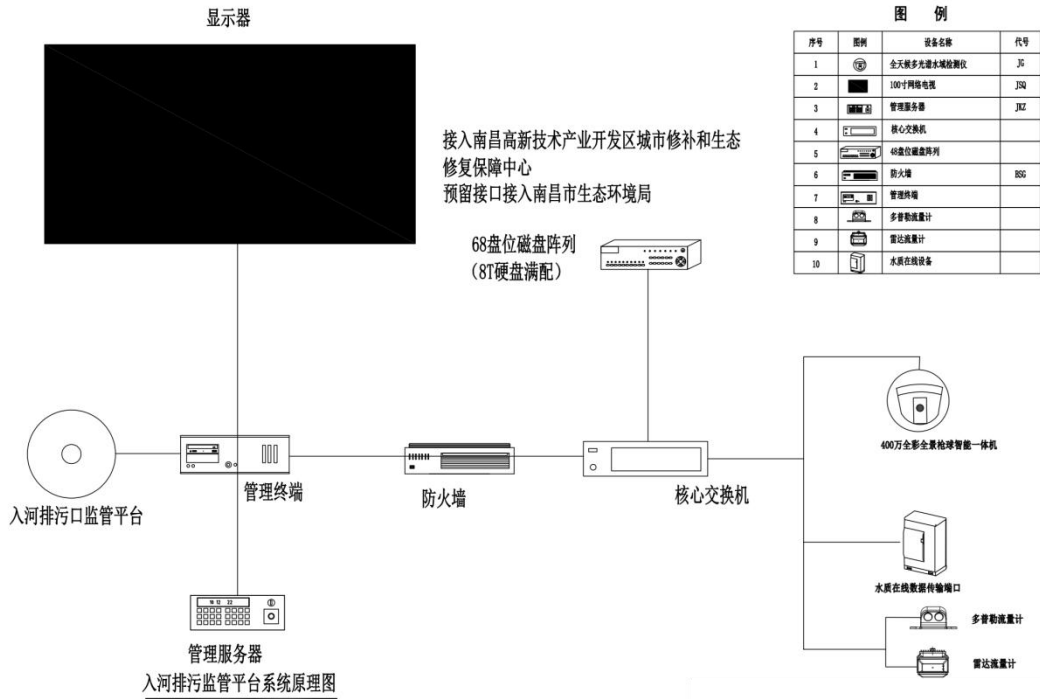 显示器
接入南昌高新技术产业开发区城市修补和生态
修复保障中心
预留接口接入南昌市生态环境局
68盘位磁盘阵列
（8T硬盘满配）
图 例
序号 图例 设备名称 代号
1 全天候多光谱水域检测仪 JG
2 100寸网络电视 JSQ
3 管理服务器 JKZ
4 核心交换机
5 48盘位磁盘阵列
6 防火墙 BSG
7 管理终端
8 多普勒流量计
9 雷达流量计
10 水质在线设备
400万全彩全景枪球智能一体机
入河排污口监管平台
管理终端
防火墙
核心交换机
水质在线数据传输端口
多普勒流量计
雷达流量计
管理服务器
入河排污监管平台系统原理图